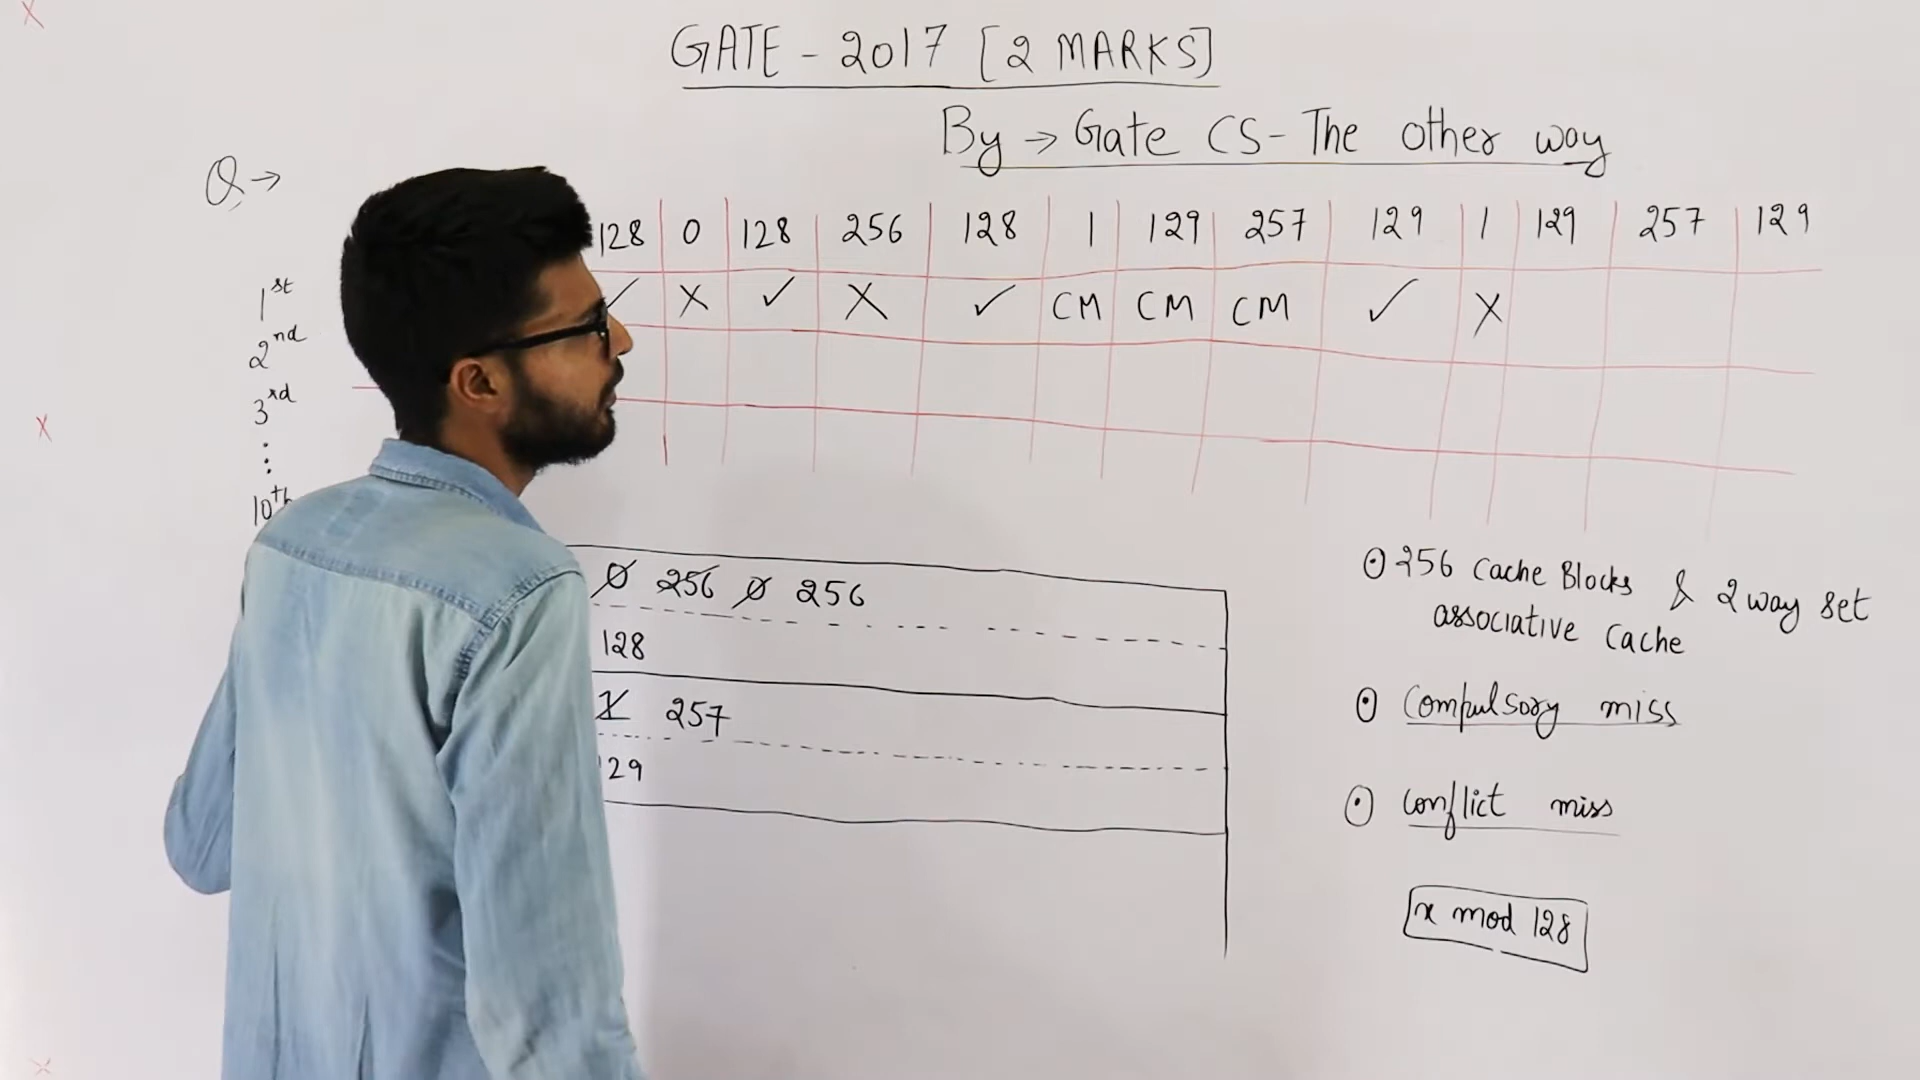 GATE - 2017 [2 MARKS]
By → Gate CS- The other way
Q →
128 0 128 256 128 1 129 257 129 1 129 257 129
1st ✓ X ✓ X ✓ CM CM CM ✓ X
2nd
3rd
⋮
10th
0 256 0 256
128
1 257
129
⊙ 256 Cache Blocks & 2 way set
associative Cache
⊙ Compulsory miss
⊙ Conflict miss
x mod 128